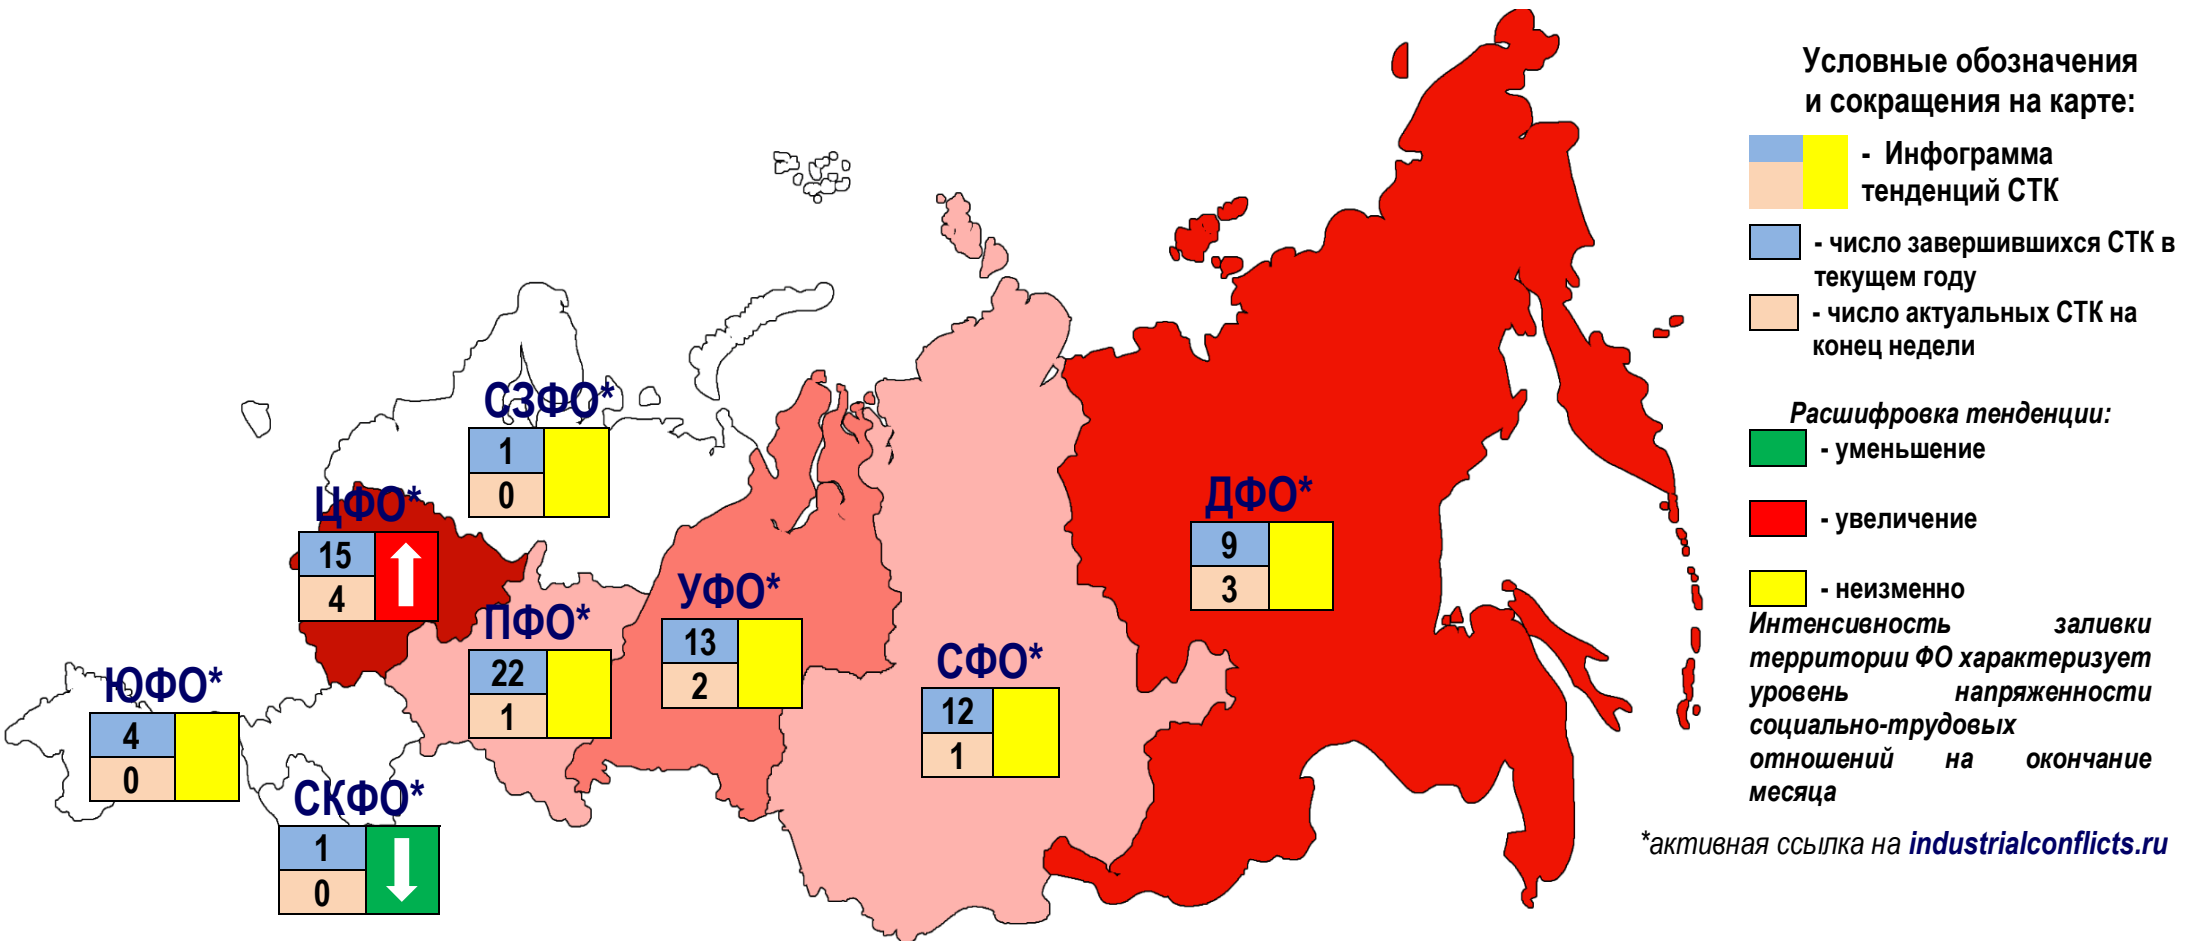 Условные обозначения
и сокращения на карте:
- Инфограмма
тенденций СТК
- число завершившихся СТК в
текущем году
- число актуальных СТК на
конец недели
Расшифровка тенденции:
- уменьшение
- увеличение
- неизменно
Интенсивность заливки
территории ФО характеризует
уровень напряженности
социально-трудовых
отношений на окончание
месяца
*активная ссылка на industrialconflicts.ru
СЗФО*
1
0
ЦФО*
15
4
ПФО*
22
1
УФО*
13
2
СФО*
12
1
ДФО*
9
3
ЮФО*
4
0
СКФО*
1
0